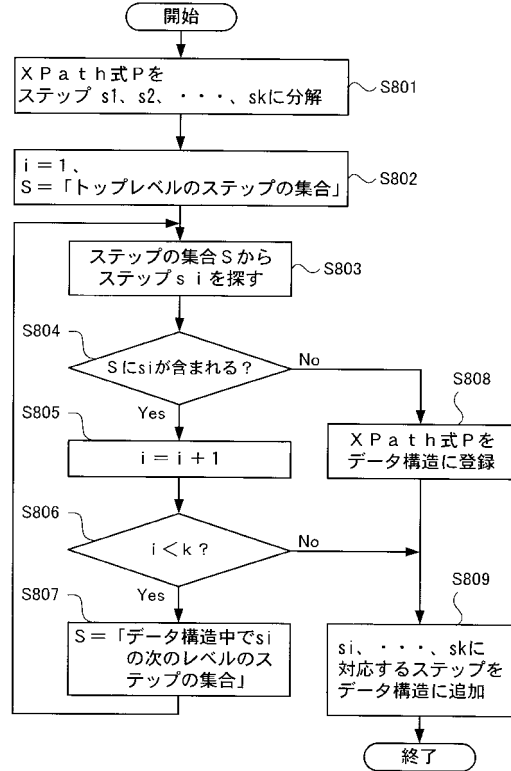 開始
XPath式Pを
ステップ s1、s2、・・・、skに分解
S801
i=1、
S=「トップレベルのステップの集合」
S802
ステップの集合Sから
ステップsiを探す
S803
S804
Sにsiが含まれる?
No
Yes
S808
XPath式Pを
データ構造に登録
S805
i=i+1
S806
i<k?
No
Yes
S807
S=「データ構造中でsi
の次のレベルのス
テップの集合」
S809
si、・・・、skに
対応するステップを
データ構造に追加
終了